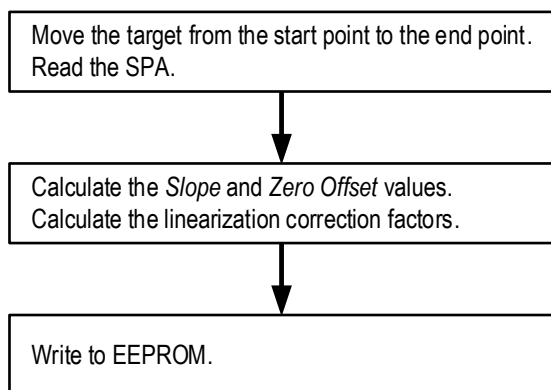 Move the target from the start point to the end point.
Read the SPA.
Calculate the Slope and Zero Offset values.
Calculate the linearization correction factors.
Write to EEPROM.